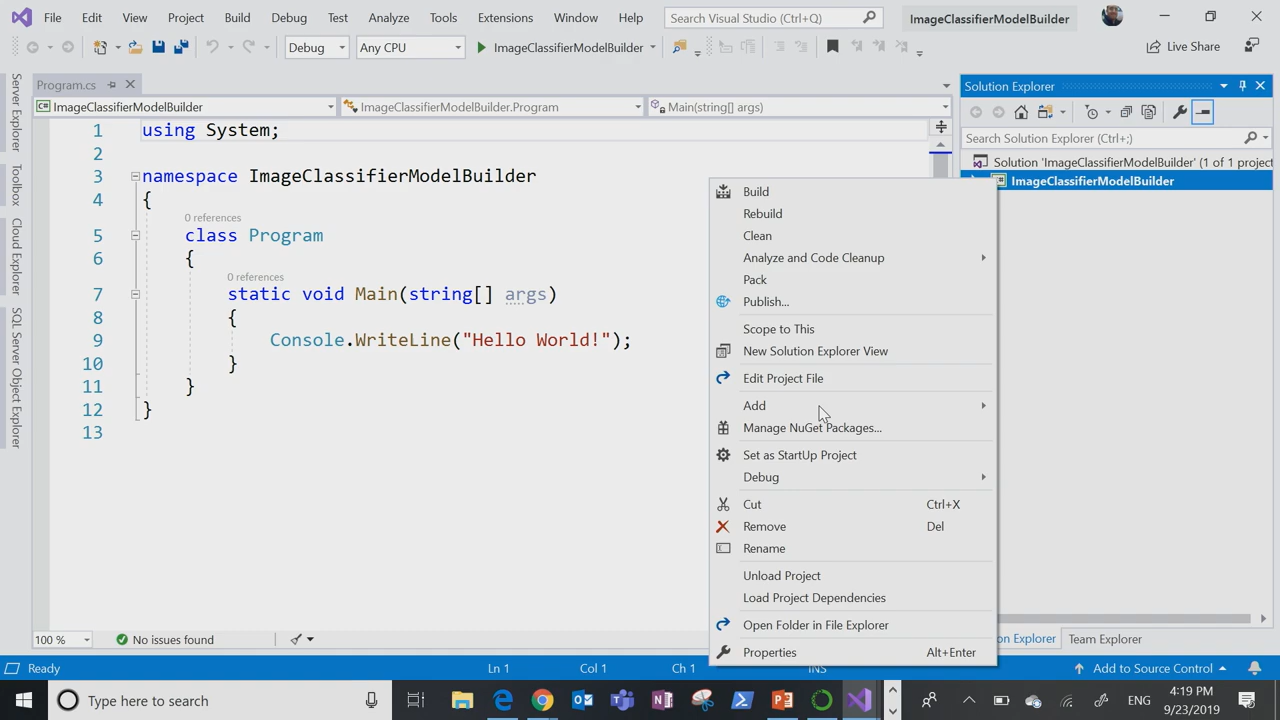 File Edit View Project Build Debug Test Analyze Tools Extensions Window Help Search Visual Studio (Ctrl+Q) ImageClassifierModelBuilder
Debug Any CPU ImageClassifierModelBuilder Live Share
Program.cs
ImageClassifierModelBuilder ImageClassifierModelBuilder.Program Main(string[] args)
1 using System;
2
3 namespace ImageClassifierModelBuilder
4 {
0 references
5 class Program
6 {
0 references
7 static void Main(string[] args)
8 {
9 Console.WriteLine("Hello World!");
10 }
11 }
12 }
13
Server Explorer
Toolbox
Cloud Explorer
SQL Server Object Explorer
Solution Explorer
Search Solution Explorer (Ctrl+;)
Solution 'ImageClassifierModelBuilder' (1 of 1 project
ImageClassifierModelBuilder
Build
Rebuild
Clean
Analyze and Code Cleanup
Pack
Publish...
Scope to This
New Solution Explorer View
Edit Project File
Add
Manage NuGet Packages...
Set as StartUp Project
Debug
Cut Ctrl+X
Remove Del
Rename
Unload Project
Load Project Dependencies
Open Folder in File Explorer
Properties Alt+Enter
on Explorer Team Explorer
100 % No issues found
Ready Ln 1 Col 1 Ch 1 INS Add to Source Control
Type here to search ENG 4:19 PM
9/23/2019